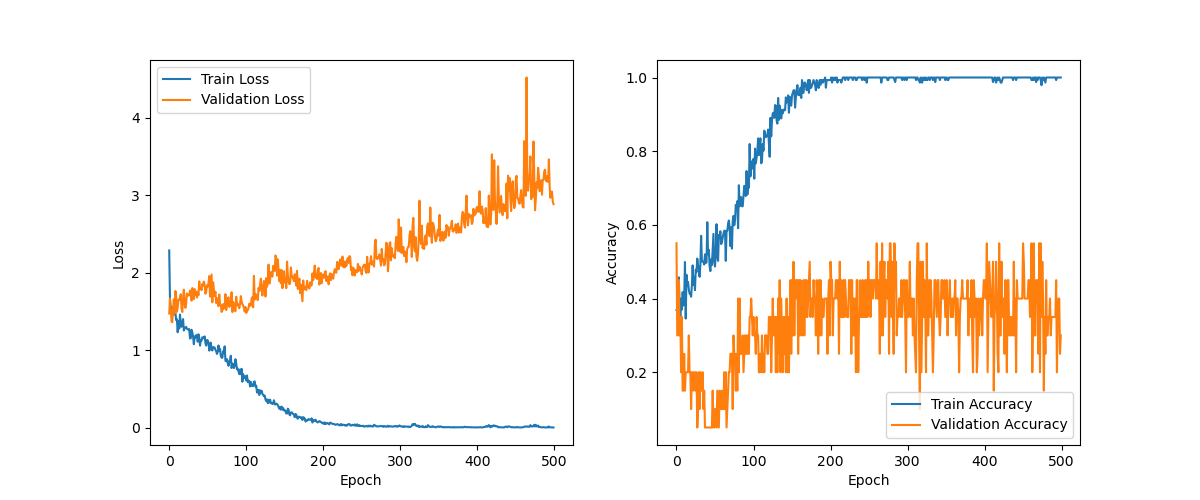 Train Loss
Validation Loss
4
3
2
1
0
Loss
0 100 200 300 400 500
Epoch
1.0
0.8
0.6
0.4
0.2
Accuracy
Train Accuracy
Validation Accuracy
0 100 200 300 400 500
Epoch